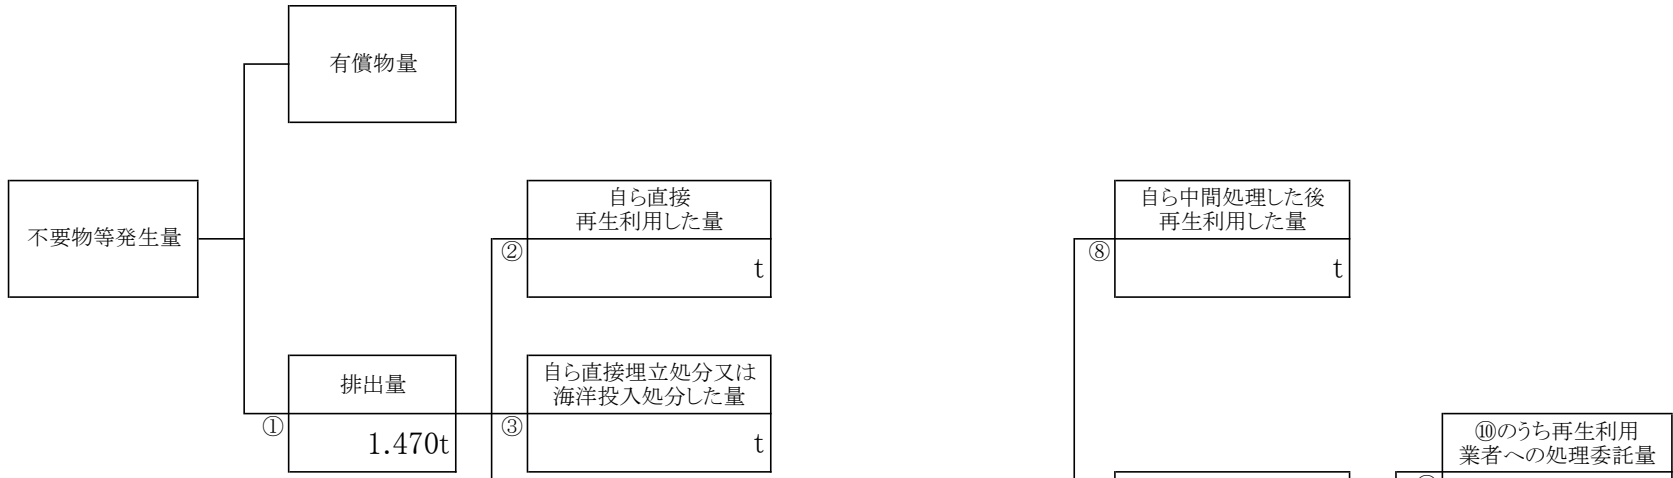 有償物量
不要物等発生量
自ら直接
再生利用した量
②
t
自ら中間処理した後
再生利用した量
⑧
t
排出量
①
1.470t
自ら直接埋立処分又は
海洋投入処分した量
③
t
⑩のうち再生利用
業者への処理委託量